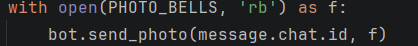 with open(PHOTO_BELLS, 'rb') as f:
    bot.send_photo(message.chat.id, f)